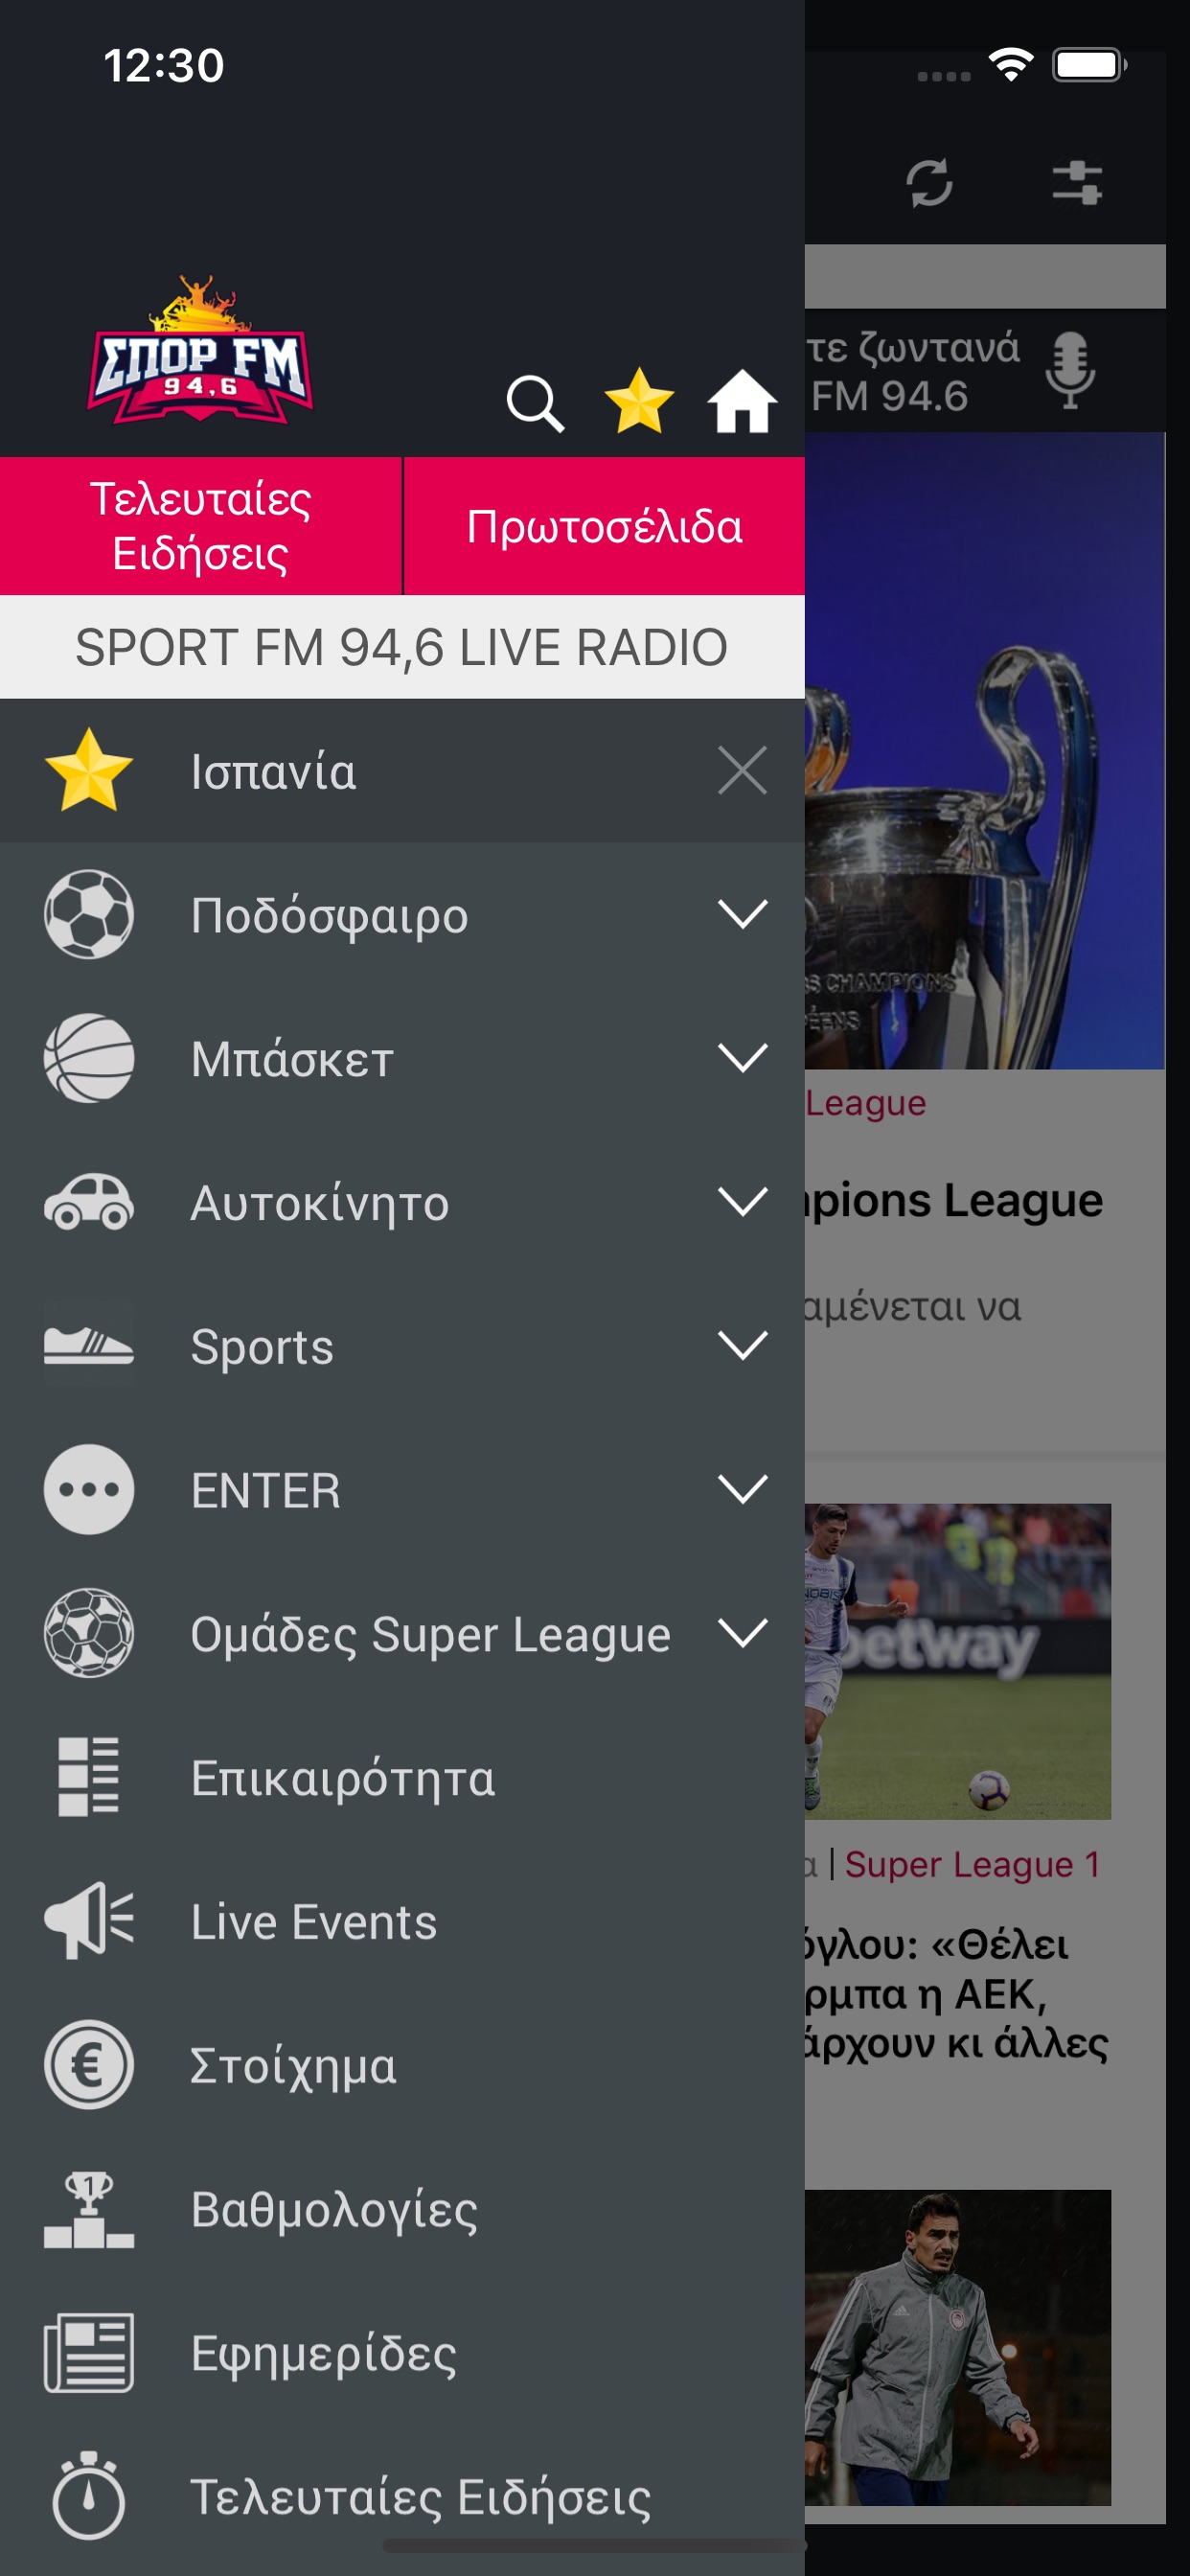 12:30
ΣΠΟΡ FM
94,6
τε ζωντανά
FM 94.6
Τελευταίες
Ειδήσεις
Πρωτοσέλιδα
SPORT FM 94,6 LIVE RADIO
Ισπανία
Ποδόσφαιρο
Μπάσκετ
Αυτοκίνητο
Sports
ENTER
Ομάδες Super League
Επικαιρότητα
Live Events
Στοίχημα
Βαθμολογίες
Εφημερίδες
Τελευταίες Ειδήσεις
CHAMPIONS
ÉENS
League
pions League
αμένεται να
betway
α | Super League 1
όγλου: «Θέλει
ρμπα η ΑΕΚ,
άρχουν κι άλλες